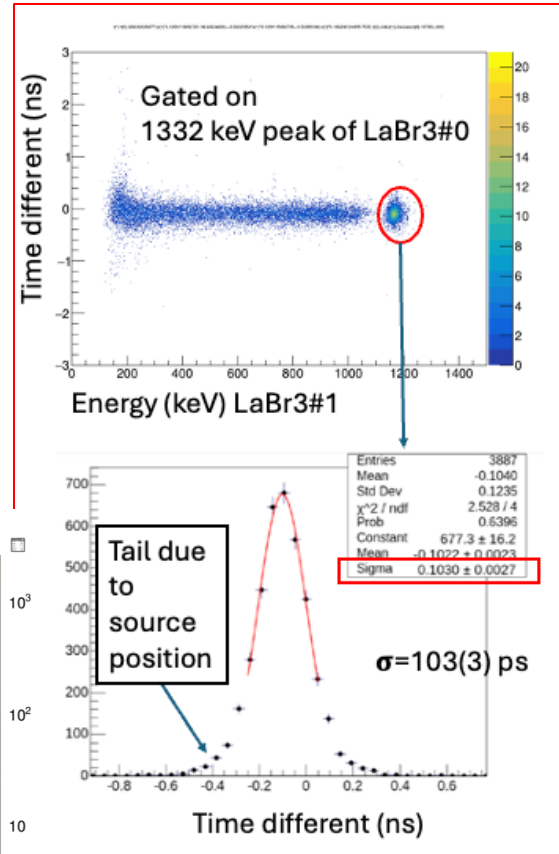 Gated on
1332 keV peak of LaBr3#0
Time different (ns)
3
2
1
0
−1
−2
−3
0 200 400 600 800 1000 1200 1400
20
18
16
14
12
10
8
6
4
2
0
Energy (keV) LaBr3#1
Entries 3887
Mean -0.1040
Std Dev 0.1235
χ^2 / ndf 2.528 / 4
Prob 0.6396
Constant 677.3 ± 16.2
Mean -0.1022 ± 0.0023
Sigma 0.1030 ± 0.0027
700
600
500
400
300
200
100
0
Tail due
to
source
position
σ=103(3) ps
-0.8 -0.6 -0.4 -0.2 0 0.2 0.4 0.6
Time different (ns)
10³
10²
10